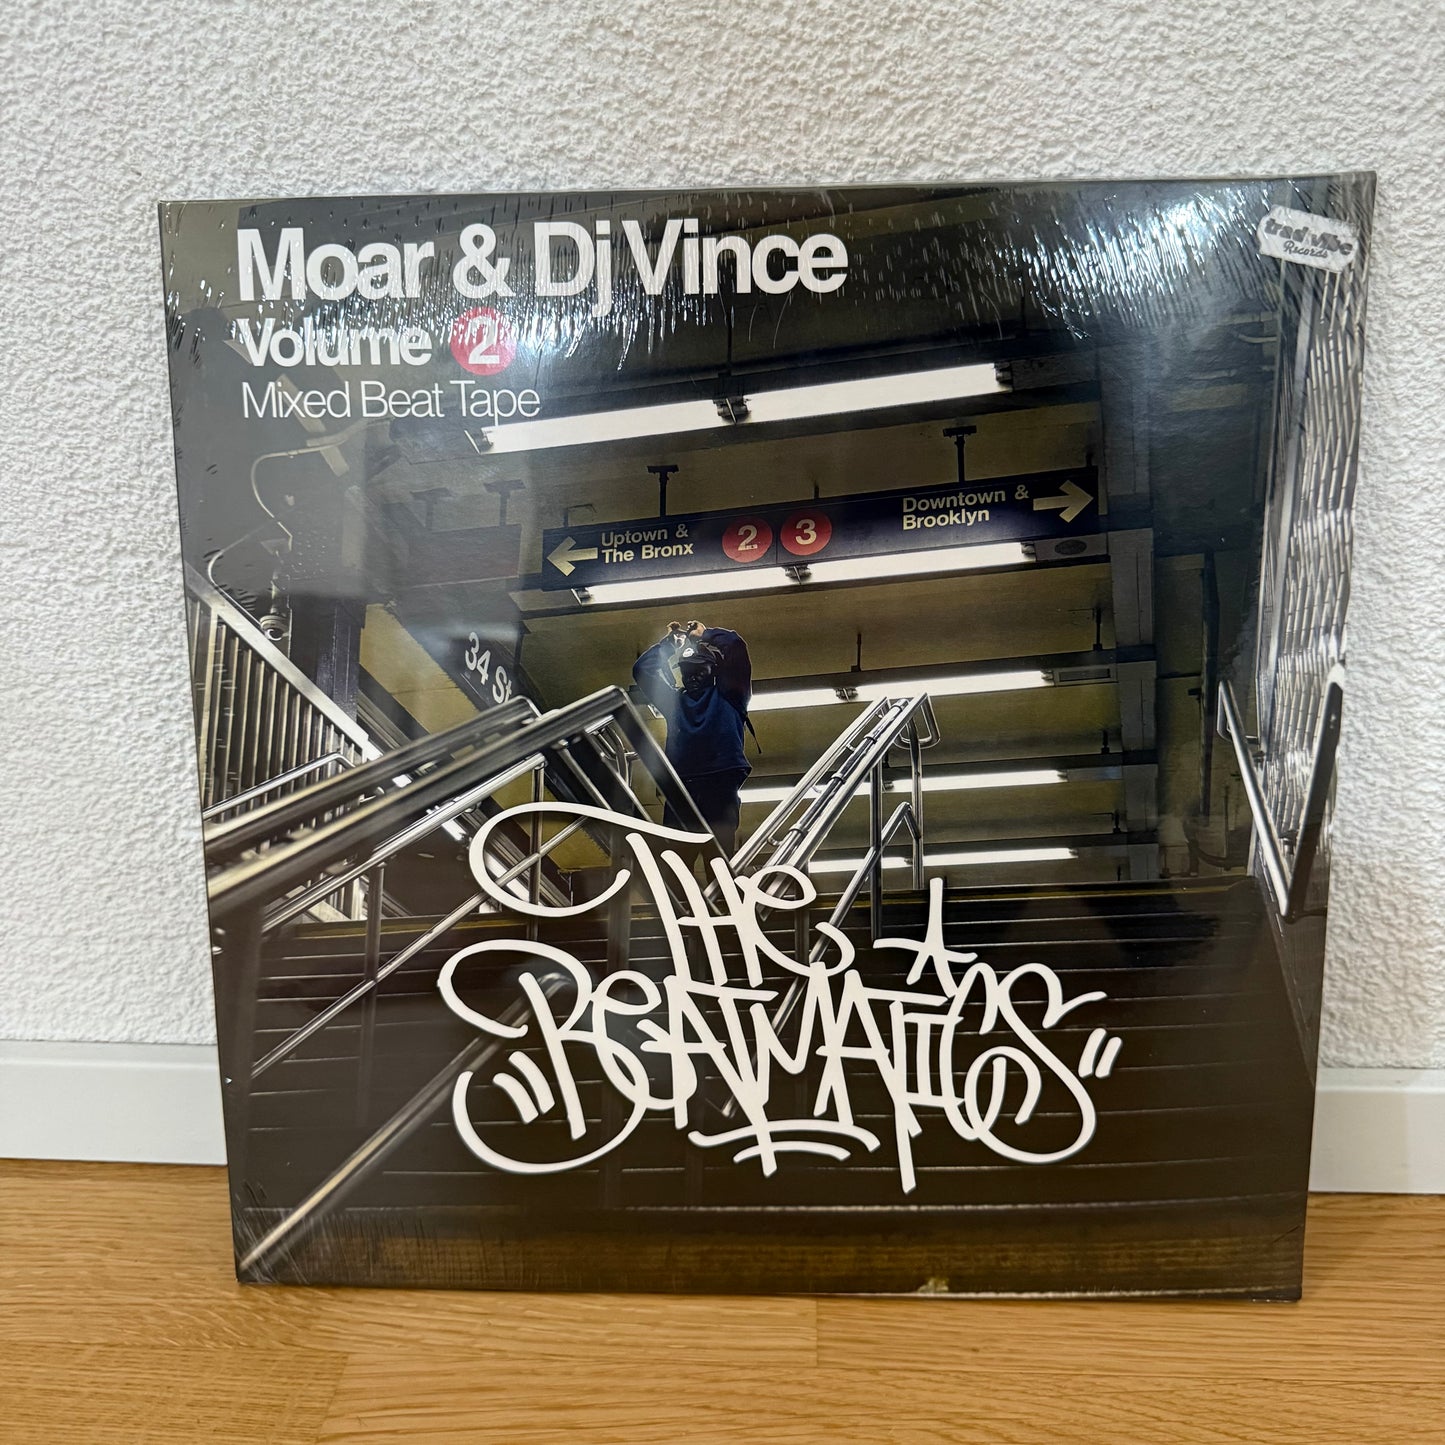 Moar & Dj Vince
Volume 2
Mixed Beat Tape
trad vibe
Records
Uptown &
The Bronx
2 3
Downtown &
Brooklyn
34 St
THe
"BeATMATiCS"